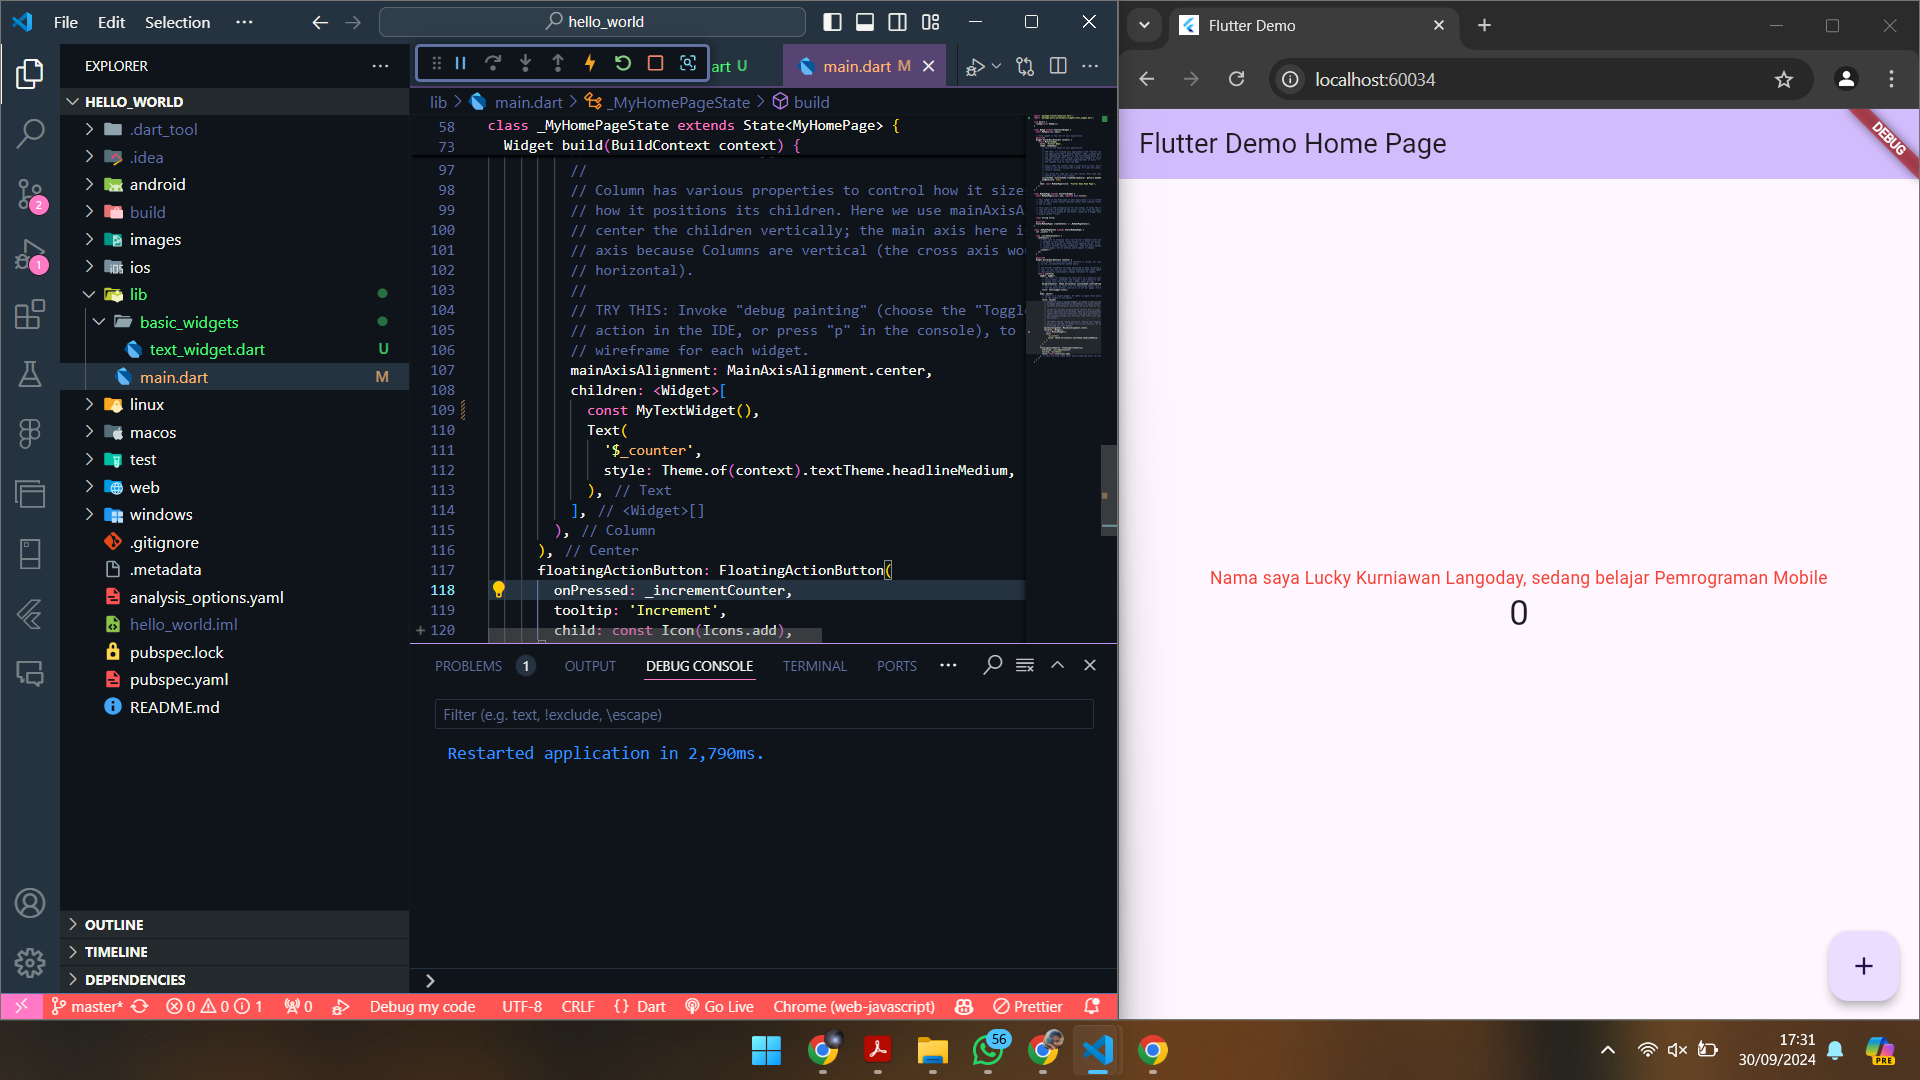 File Edit Selection ··· hello_world
Flutter Demo
localhost:60034
EXPLORER
art U
main.dart M
HELLO_WORLD
lib > main.dart > _MyHomePageState > build
.dart_tool
.idea
android
build
images
ios
lib
basic_widgets
text_widget.dart U
main.dart M
linux
macos
test
web
windows
.gitignore
.metadata
analysis_options.yaml
hello_world.iml
pubspec.lock
pubspec.yaml
README.md
OUTLINE
TIMELINE
DEPENDENCIES
2
1
58 class _MyHomePageState extends State<MyHomePage> {
73 Widget build(BuildContext context) {
97 //
98 // Column has various properties to control how it size
99 // how it positions its children. Here we use mainAxisA
100 // center the children vertically; the main axis here i
101 // axis because Columns are vertical (the cross axis wo
102 // horizontal).
103 //
104 // TRY THIS: Invoke "debug painting" (choose the "Toggl
105 // action in the IDE, or press "p" in the console), to
106 // wireframe for each widget.
107 mainAxisAlignment: MainAxisAlignment.center,
108 children: <Widget>[
109 const MyTextWidget(),
110 Text(
111 '$_counter',
112 style: Theme.of(context).textTheme.headlineMedium,
113 ), // Text
114 ], // <Widget>[]
115 ), // Column
116 ), // Center
117 floatingActionButton: FloatingActionButton(
118 onPressed: _incrementCounter,
119 tooltip: 'Increment',
120 child: const Icon(Icons.add),
PROBLEMS 1 OUTPUT DEBUG CONSOLE TERMINAL PORTS ···
Filter (e.g. text, !exclude, \escape)
Restarted application in 2,790ms.
master* 0 0 1 0 Debug my code UTF-8 CRLF {} Dart Go Live Chrome (web-javascript) Prettier
Flutter Demo Home Page
DEBUG
Nama saya Lucky Kurniawan Langoday, sedang belajar Pemrograman Mobile
0
+
56
17:31
30/09/2024
PRE